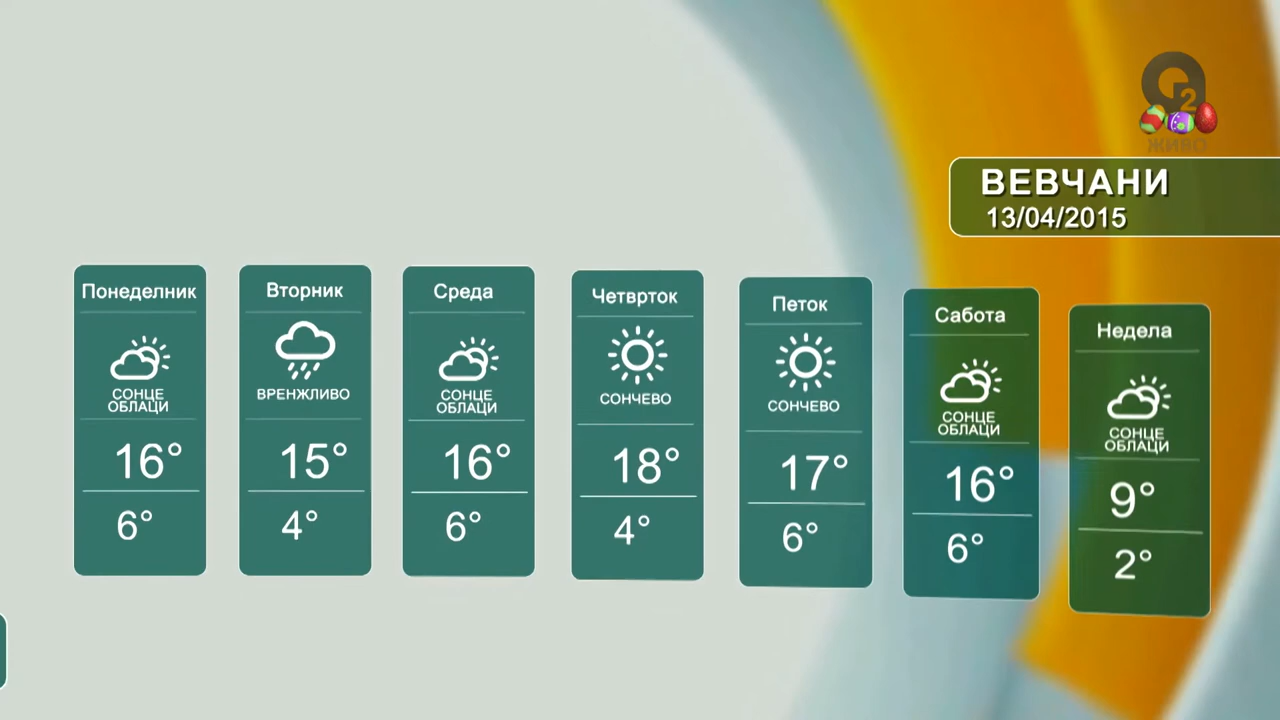 2
ЖИВО
ВЕВЧАНИ
13/04/2015
Понеделник
СОНЦЕ
ОБЛАЦИ
16°
6°
Вторник
ВРЕНЖЛИВО
15°
4°
Среда
СОНЦЕ
ОБЛАЦИ
16°
6°
Четврток
СОНЧЕВО
18°
4°
Петок
СОНЧЕВО
17°
6°
Сабота
СОНЦЕ
ОБЛАЦИ
16°
6°
Недела
СОНЦЕ
ОБЛАЦИ
9°
2°